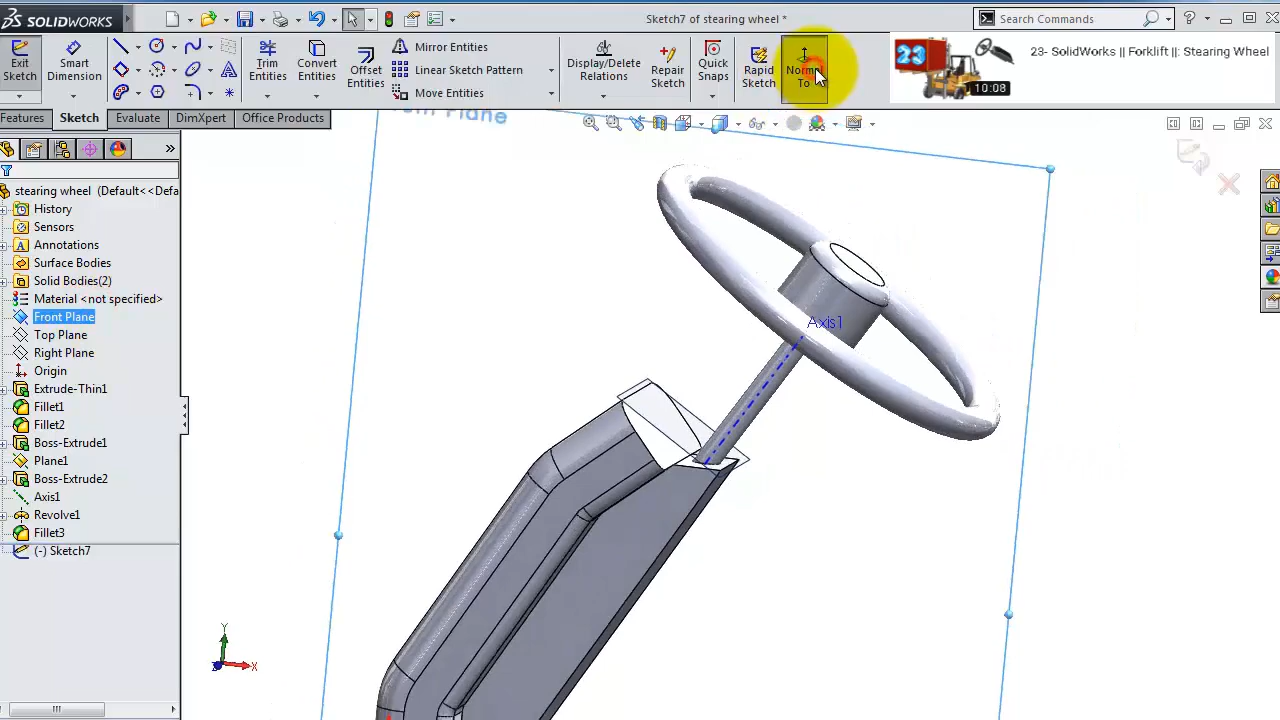 SOLIDWORKS
Sketch7 of stearing wheel *
Search Commands
Exit Sketch
Smart Dimension
Trim Entities
Convert Entities
Offset Entities
Mirror Entities
Linear Sketch Pattern
Move Entities
Display/Delete Relations
Repair Sketch
Quick Snaps
Rapid Sketch
Normal To
23
10:08
23- SolidWorks || Forklift ||: Stearing Wheel
Features
Sketch
Evaluate
DimXpert
Office Products
Plane
stearing wheel (Default<<Defa
History
Sensors
Annotations
Surface Bodies
Solid Bodies(2)
Material <not specified>
Front Plane
Top Plane
Right Plane
Origin
Extrude-Thin1
Fillet1
Fillet2
Boss-Extrude1
Plane1
Boss-Extrude2
Axis1
Revolve1
Fillet3
(-) Sketch7
Axis1
Y
X
Z